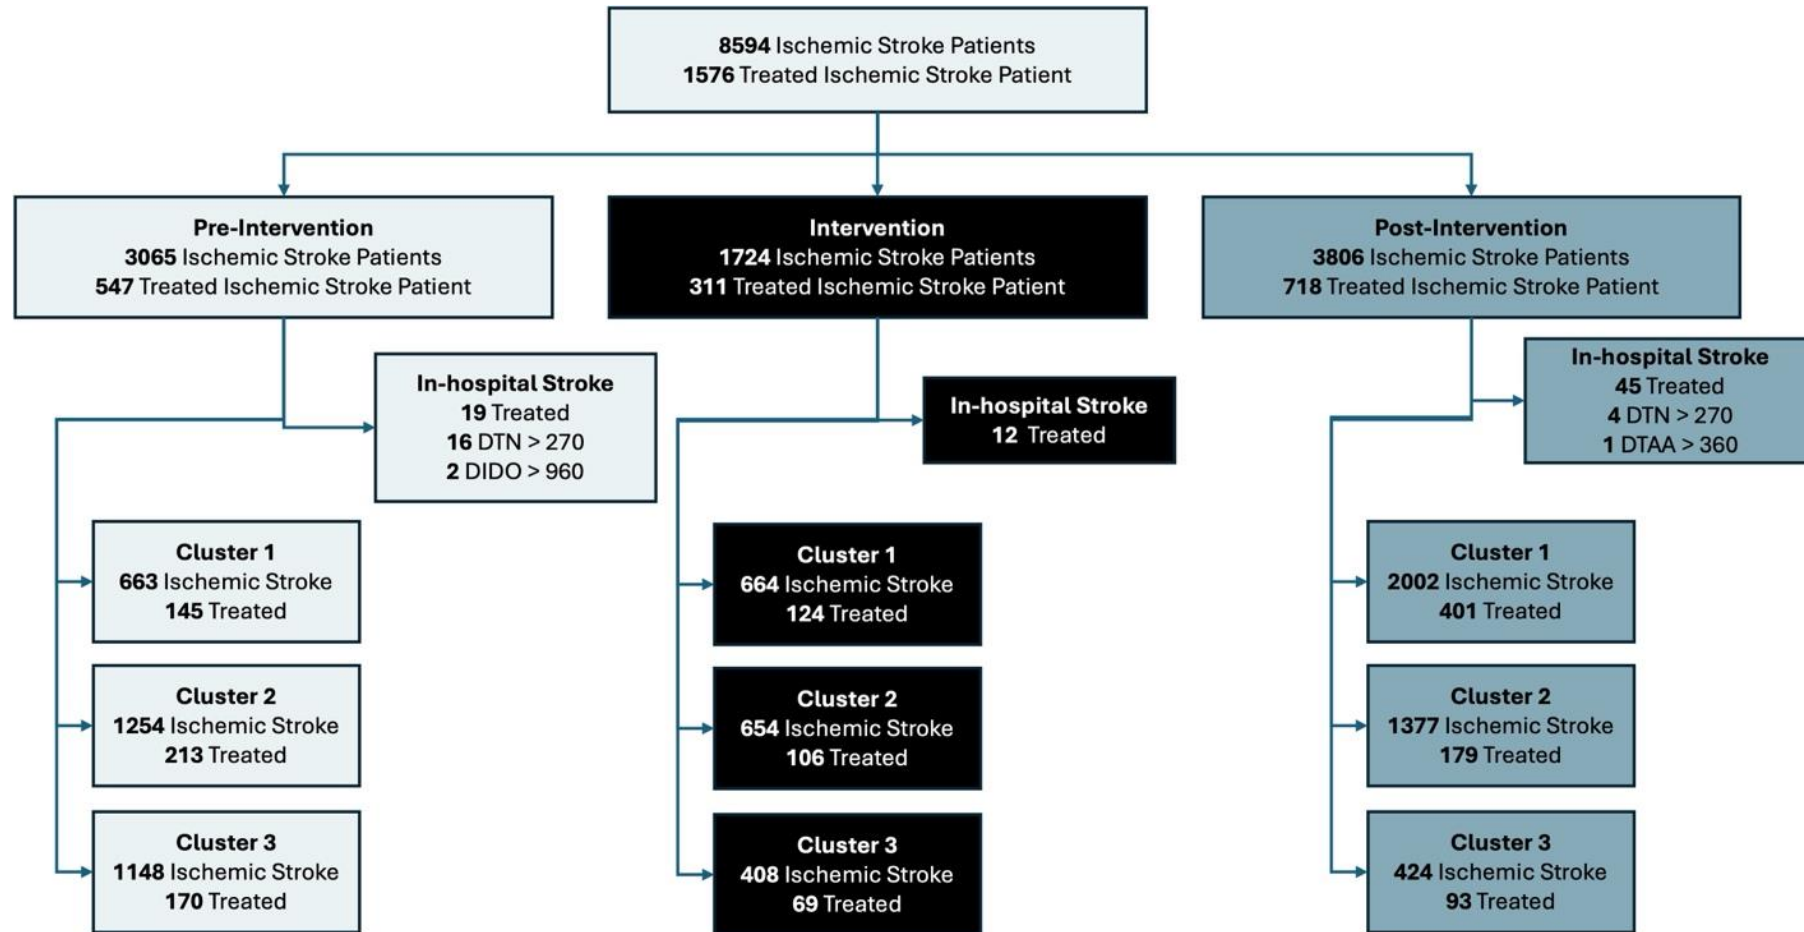 8594 Ischemic Stroke Patients
1576 Treated Ischemic Stroke Patient
Pre-Intervention
3065 Ischemic Stroke Patients
547 Treated Ischemic Stroke Patient
Intervention
1724 Ischemic Stroke Patients
311 Treated Ischemic Stroke Patient
Post-Intervention
3806 Ischemic Stroke Patients
718 Treated Ischemic Stroke Patient
In-hospital Stroke
19 Treated
16 DTN > 270
2 DIDO > 960
In-hospital Stroke
12 Treated
In-hospital Stroke
45 Treated
4 DTN > 270
1 DTAA > 360
Cluster 1
663 Ischemic Stroke
145 Treated
Cluster 1
664 Ischemic Stroke
124 Treated
Cluster 1
2002 Ischemic Stroke
401 Treated
Cluster 2
1254 Ischemic Stroke
213 Treated
Cluster 2
654 Ischemic Stroke
106 Treated
Cluster 2
1377 Ischemic Stroke
179 Treated
Cluster 3
1148 Ischemic Stroke
170 Treated
Cluster 3
408 Ischemic Stroke
69 Treated
Cluster 3
424 Ischemic Stroke
93 Treated